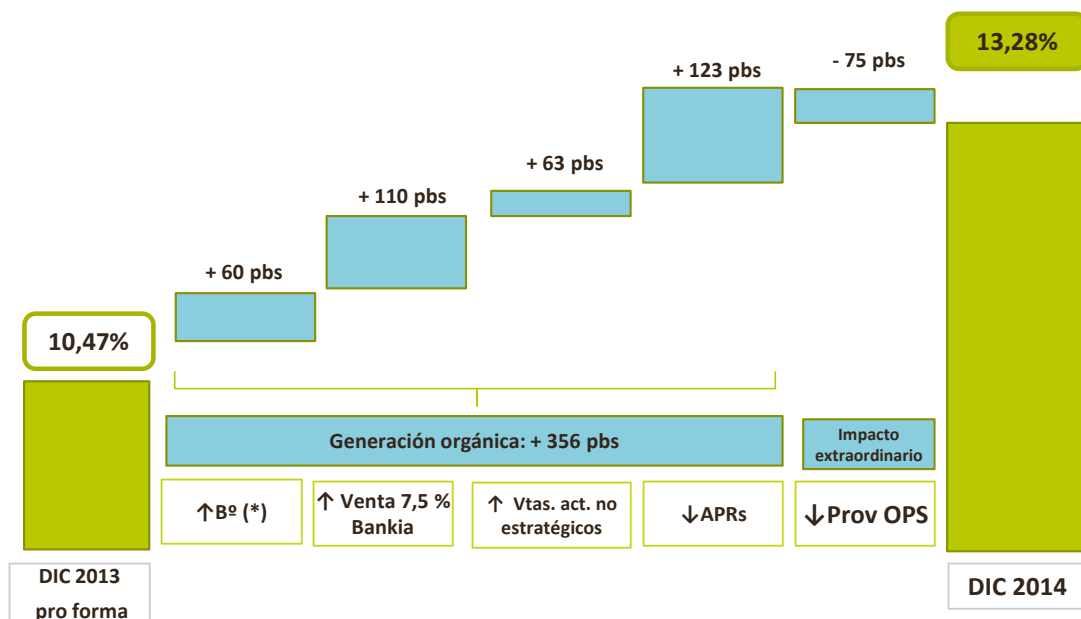 13,28%
+ 123 pbs
- 75 pbs
+ 63 pbs
+ 110 pbs
+ 60 pbs
10,47%
Generación orgánica: + 356 pbs
Impacto
extraordinario
↑Bº (*)
↑ Venta 7,5 %
Bankia
↑ Vtas. act. no
estratégicos
↓APRs
↓Prov OPS
DIC 2013
pro forma
DIC 2014